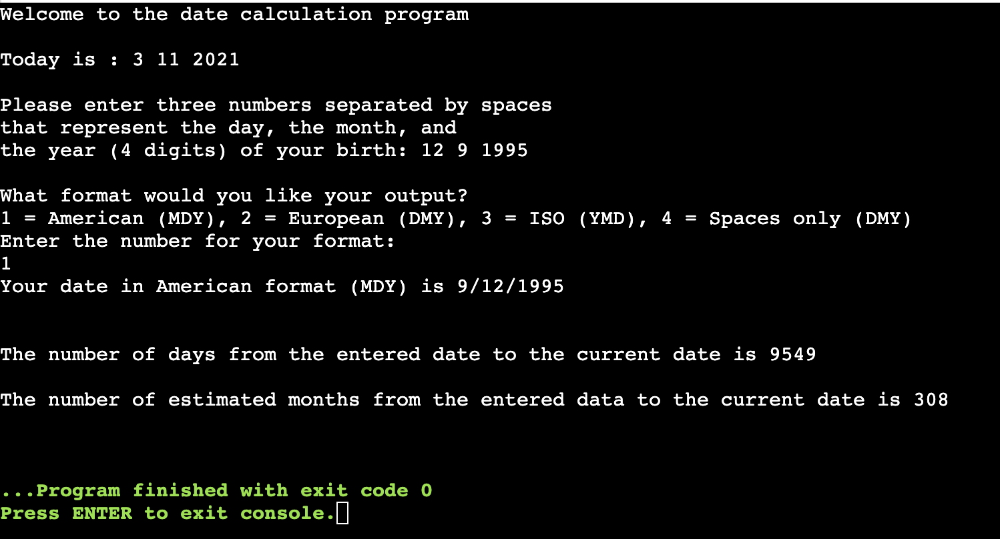 Welcome to the date calculation program
Today is : 3 11 2021
Please enter three numbers separated by spaces
that represent the day, the month, and
the year (4 digits) of your birth: 12 9 1995
What format would you like your output?
1 = American (MDY), 2 = European (DMY), 3 = ISO (YMD), 4 = Spaces only (DMY)
Enter the number for your format:
1
Your date in American format (MDY) is 9/12/1995
The number of days from the entered date to the current date is 9549
The number of estimated months from the entered data to the current date is 308
...Program finished with exit code 0
Press ENTER to exit console.